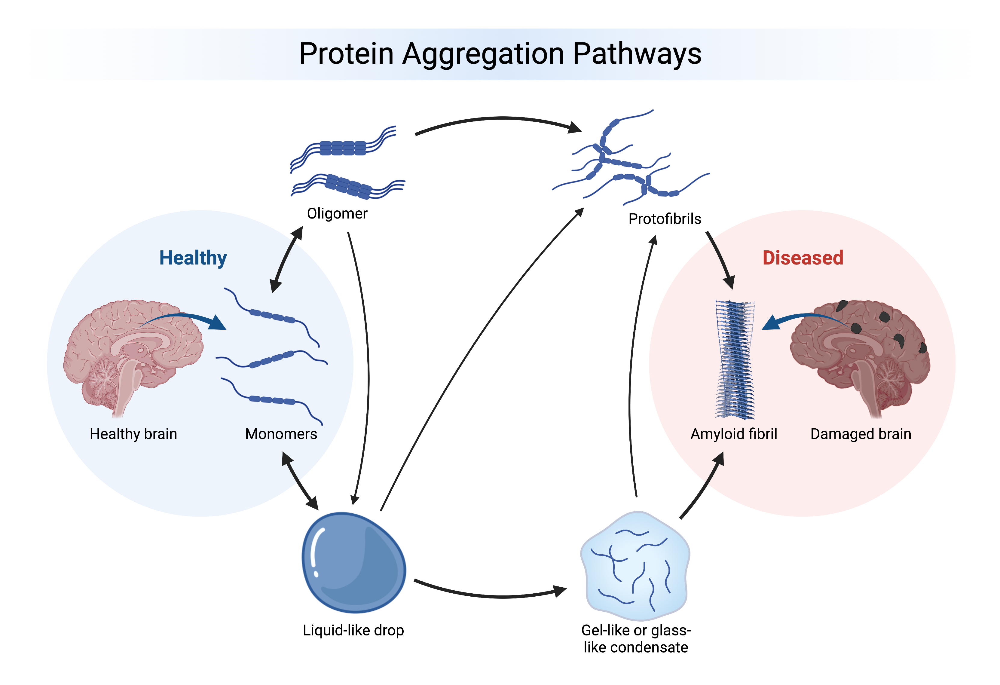 Protein Aggregation Pathways
Oligomer
Protofibrils
Healthy
Diseased
Healthy brain
Monomers
Amyloid fibril
Damaged brain
Liquid-like drop
Gel-like or glass-
like condensate